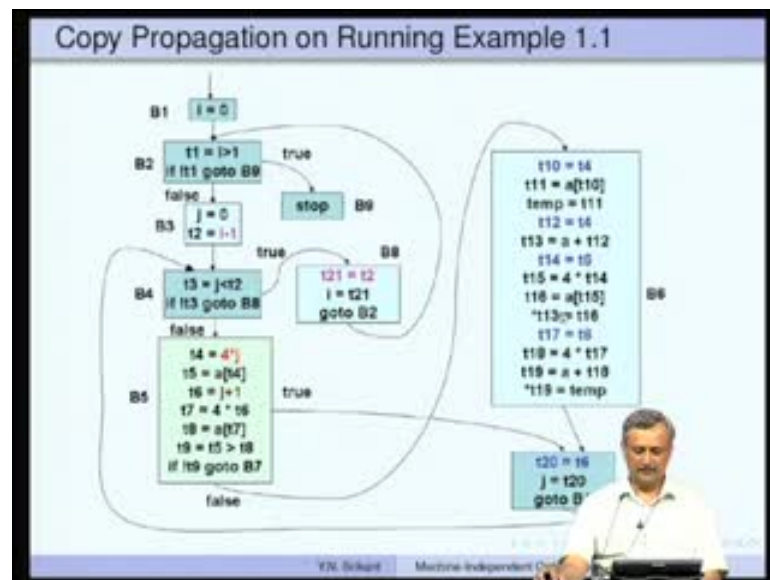 Copy Propagation on Running Example 1.1
B1
i = 0
B2
t1 = i>1
if !t1 goto B9
true
false
stop
B9
B3
j = 0
t2 = i-1
true
B8
B4
t3 = j<t2
if !t3 goto B8
t21 = t2
i = t21
goto B2
false
B5
t4 = 4*j
t5 = a[t4]
t6 = j+1
t7 = 4 * t6
t8 = a[t7]
t9 = t5 > t8
if !t9 goto B7
true
false
t10 = t4
t11 = a[t10]
temp = t11
t12 = t4
t13 = a + t12
t14 = t6
t15 = 4 * t14
t16 = a[t15]
*t13 = t16
t17 = t6
t18 = 4 * t17
t19 = a + t18
*t19 = temp
B6
t20 = t6
j = t20
goto
Y.N. Srikant
Machine-Independent